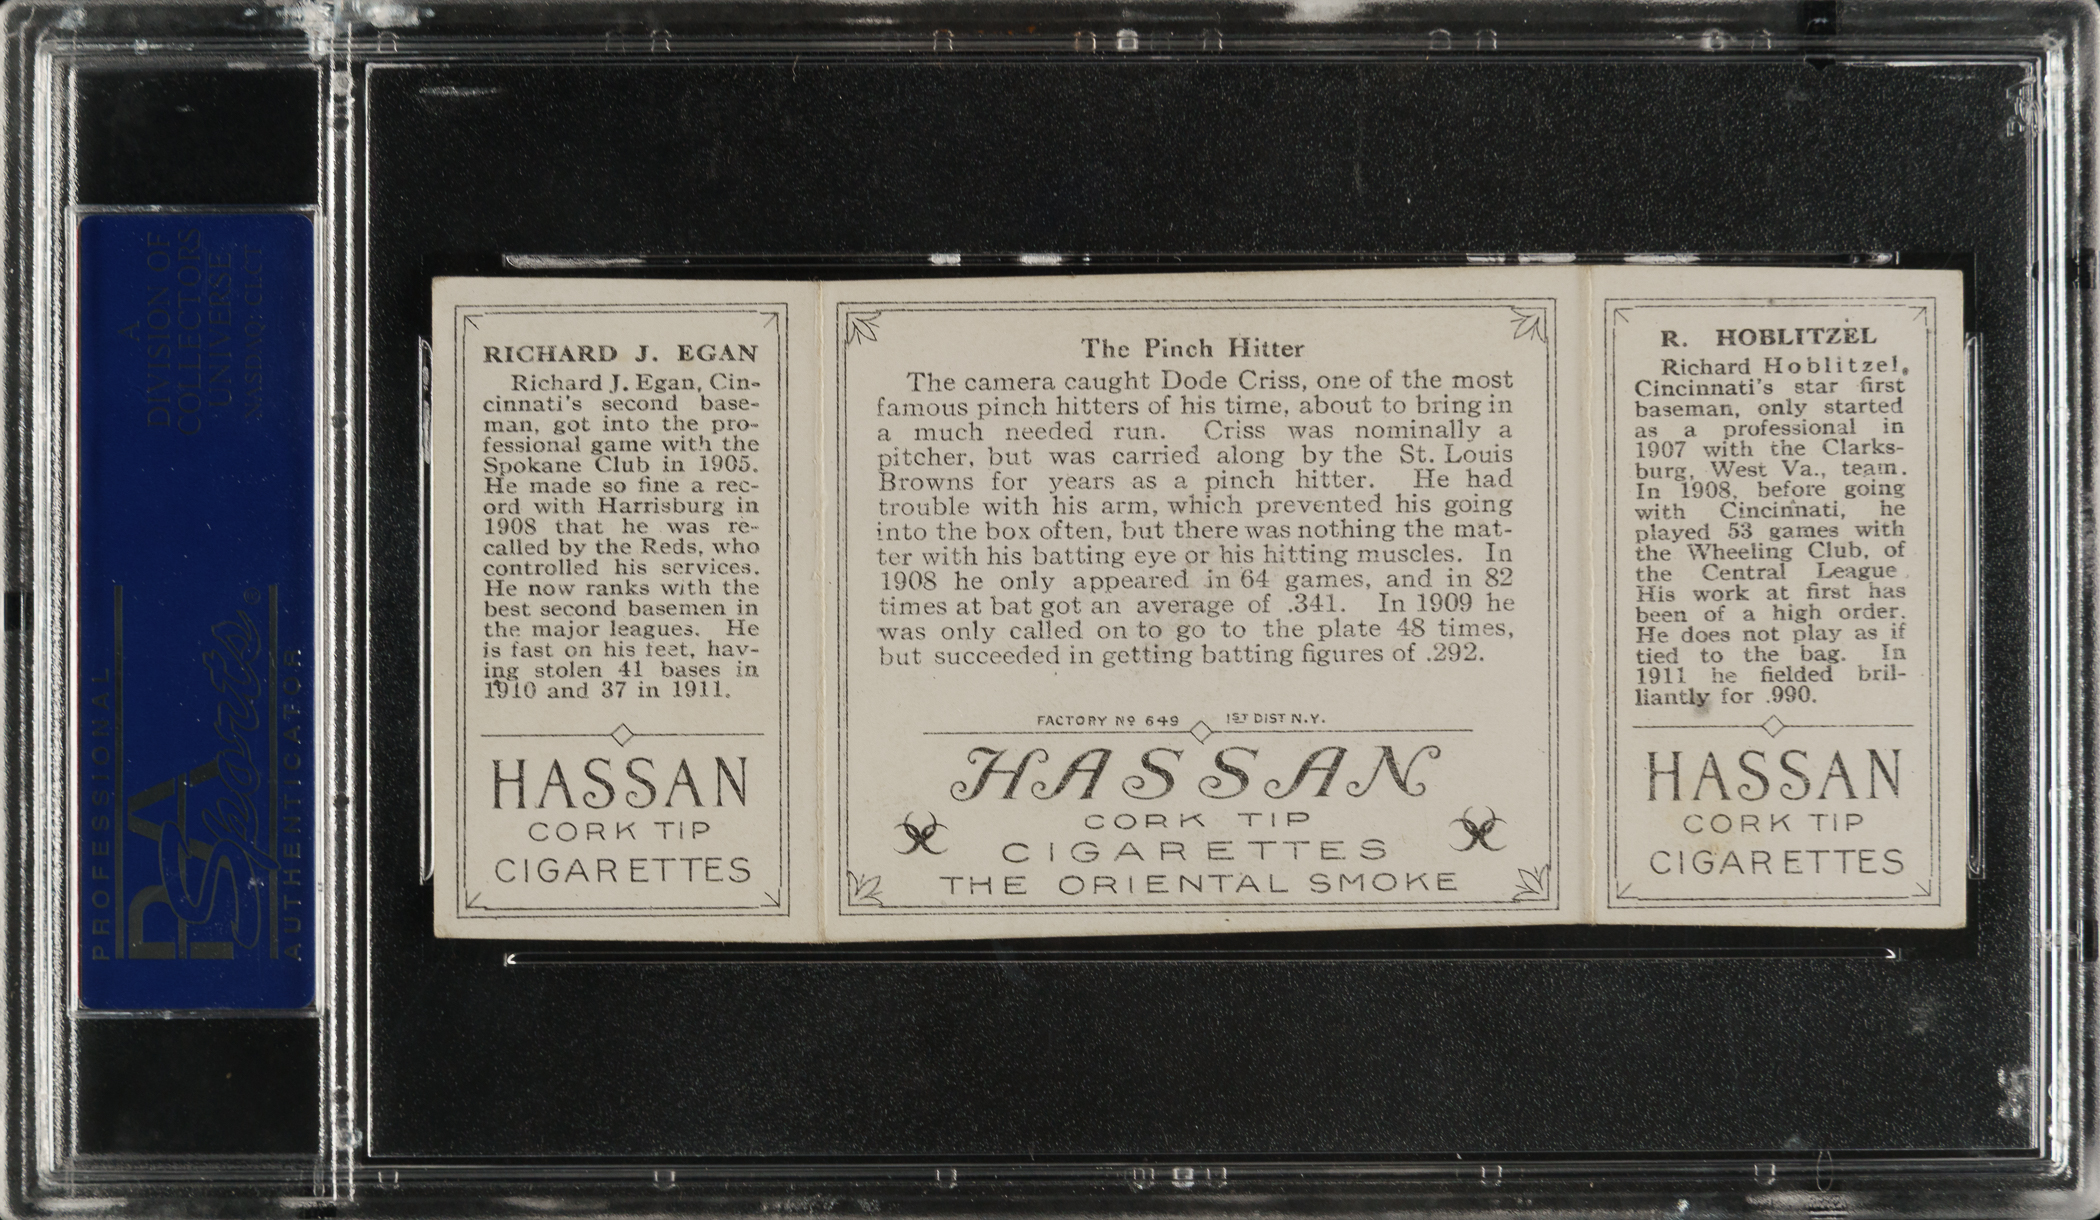 A
DIVISION OF
COLLECTORS
UNIVERSE
NASDAQ: CLCT
PROFESSIONAL
PSA
Sports®
AUTHENTICATOR
RICHARD J. EGAN
Richard J. Egan, Cin-
cinnati's second base-
man, got into the pro-
fessional game with the
Spokane Club in 1905.
He made so fine a rec-
ord with Harrisburg in
1908 that he was re-
called by the Reds, who
controlled his services.
He now ranks with the
best second basemen in
the major leagues. He
is fast on his feet, hav-
ing stolen 41 bases in
1910 and 37 in 1911.
HASSAN
CORK TIP
CIGARETTES
The Pinch Hitter
The camera caught Dode Criss, one of the most
famous pinch hitters of his time, about to bring in
a much needed run. Criss was nominally a
pitcher, but was carried along by the St. Louis
Browns for years as a pinch hitter. He had
trouble with his arm, which prevented his going
into the box often, but there was nothing the mat-
ter with his batting eye or his hitting muscles. In
1908 he only appeared in 64 games, and in 82
times at bat got an average of .341. In 1909 he
was only called on to go to the plate 48 times,
but succeeded in getting batting figures of .292.
FACTORY Nº 649 1ST DIST N.Y.
HASSAN
CORK TIP
CIGARETTES
THE ORIENTAL SMOKE
R. HOBLITZEL
Richard Hoblitzel,
Cincinnati's star first
baseman, only started
as a professional in
1907 with the Clarks-
burg, West Va., team.
In 1908, before going
with Cincinnati, he
played 53 games with
the Wheeling Club, of
the Central League.
His work at first has
been of a high order.
He does not play as if
tied to the bag. In
1911 he fielded bril-
liantly for .990.
HASSAN
CORK TIP
CIGARETTES